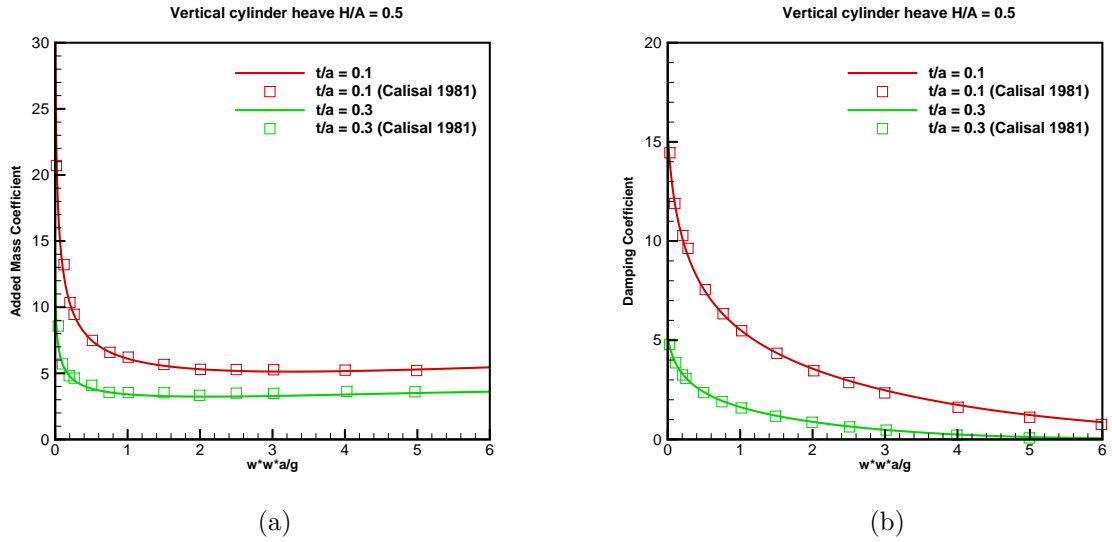 Vertical cylinder heave H/A = 0.5
30
25
20
15
10
5
0
Added Mass Coefficient
t/a = 0.1
t/a = 0.1 (Calisal 1981)
t/a = 0.3
t/a = 0.3 (Calisal 1981)
0 1 2 3 4 5 6
w*w*a/g
(a)
Vertical cylinder heave H/A = 0.5
20
15
10
5
0
Damping Coefficient
t/a = 0.1
t/a = 0.1 (Calisal 1981)
t/a = 0.3
t/a = 0.3 (Calisal 1981)
0 1 2 3 4 5 6
w*w*a/g
(b)